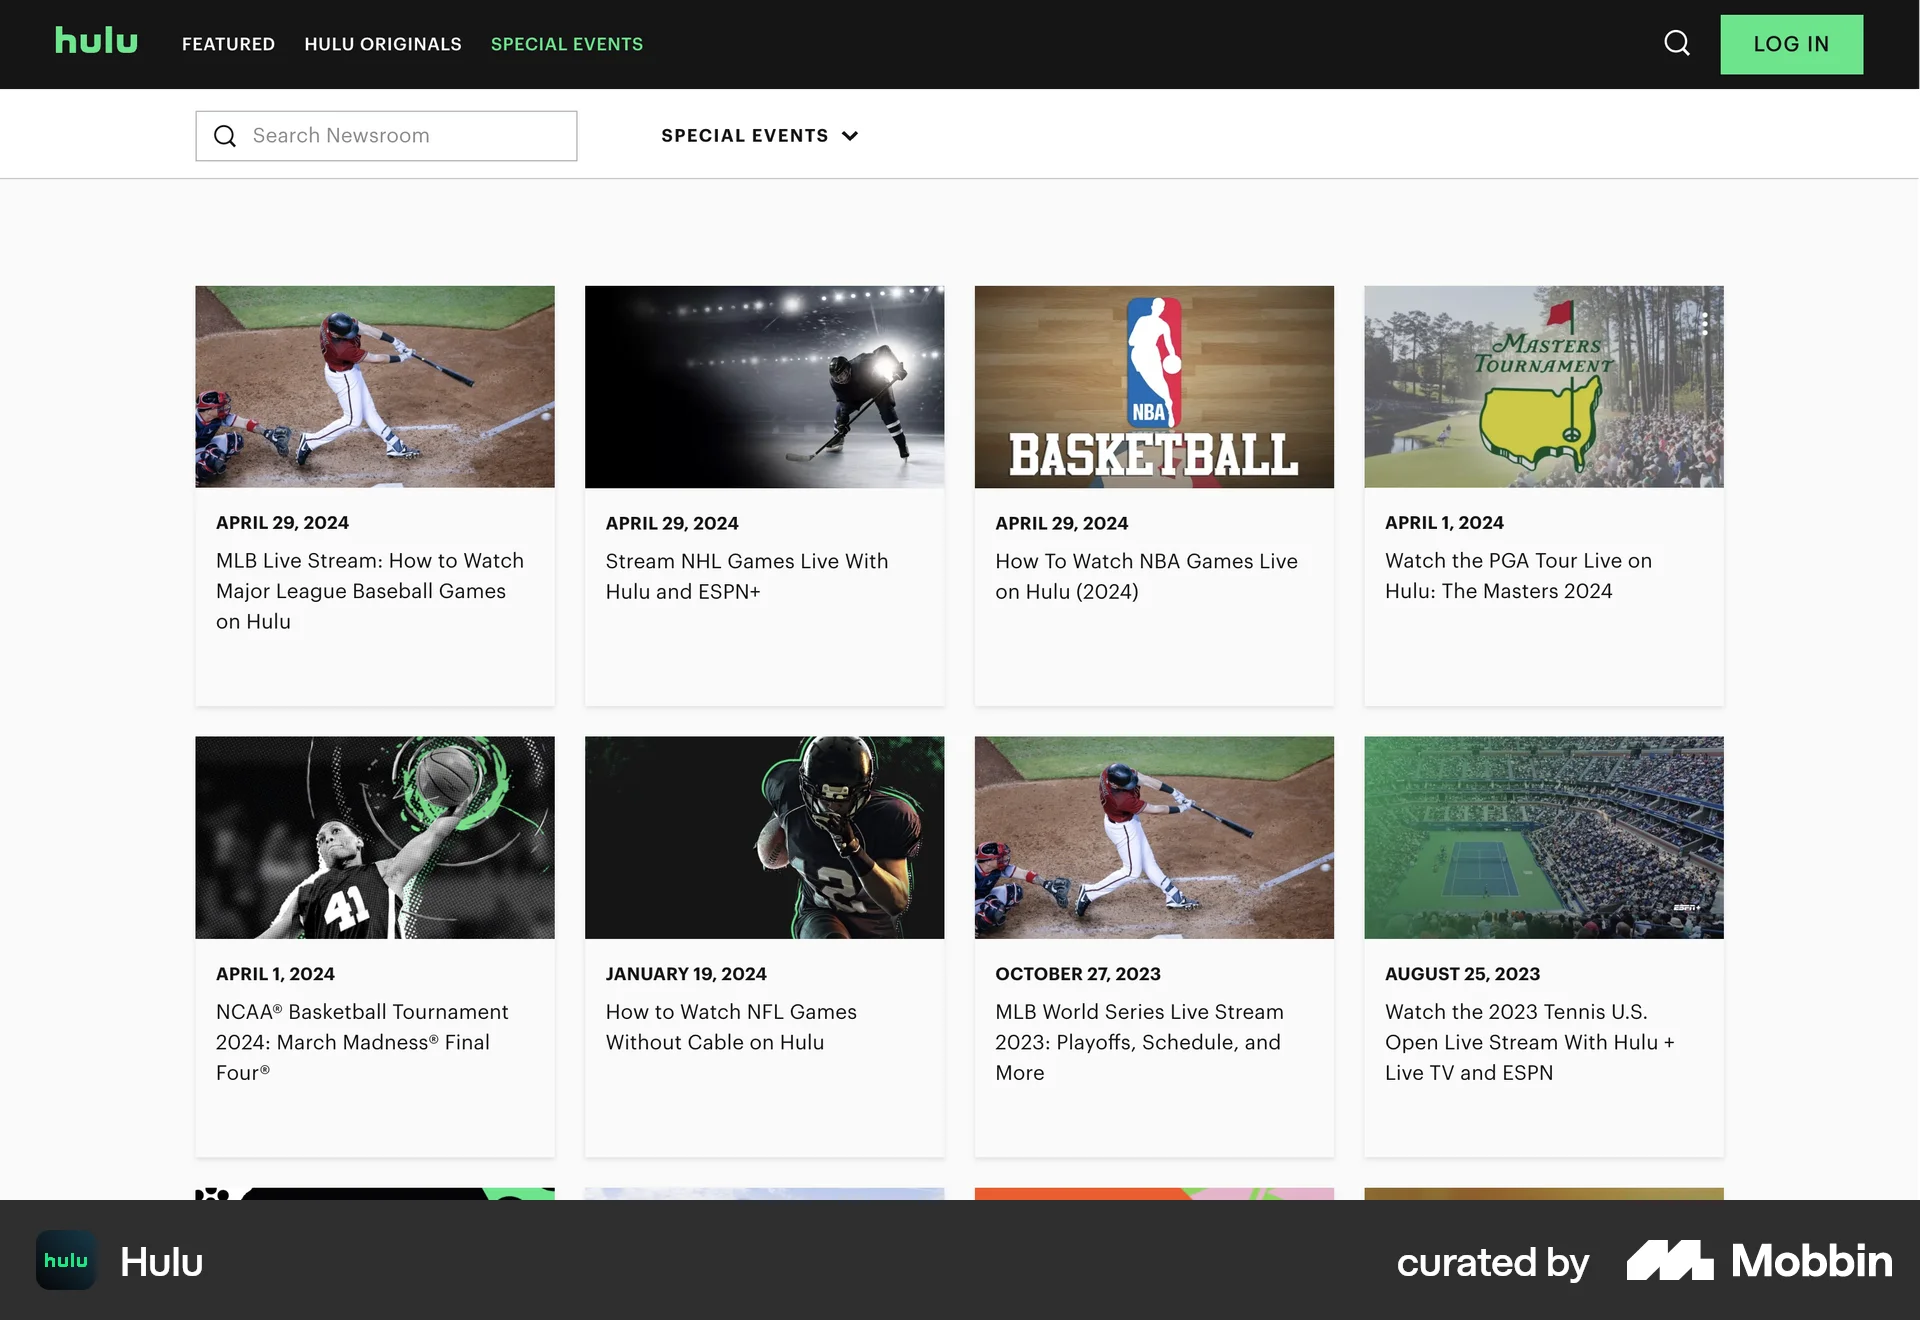 hulu
FEATURED
HULU ORIGINALS
SPECIAL EVENTS
LOG IN
Search Newsroom
SPECIAL EVENTS
NBA
BASKETBALL
MASTERS
TOURNAMENT
APRIL 29, 2024
MLB Live Stream: How to Watch
Major League Baseball Games
on Hulu
APRIL 29, 2024
Stream NHL Games Live With
Hulu and ESPN+
APRIL 29, 2024
How To Watch NBA Games Live
on Hulu (2024)
APRIL 1, 2024
Watch the PGA Tour Live on
Hulu: The Masters 2024
41
2
ESPN+
APRIL 1, 2024
NCAA® Basketball Tournament
2024: March Madness® Final
Four®
JANUARY 19, 2024
How to Watch NFL Games
Without Cable on Hulu
OCTOBER 27, 2023
MLB World Series Live Stream
2023: Playoffs, Schedule, and
More
AUGUST 25, 2023
Watch the 2023 Tennis U.S.
Open Live Stream With Hulu +
Live TV and ESPN
hulu
Hulu
curated by
Mobbin